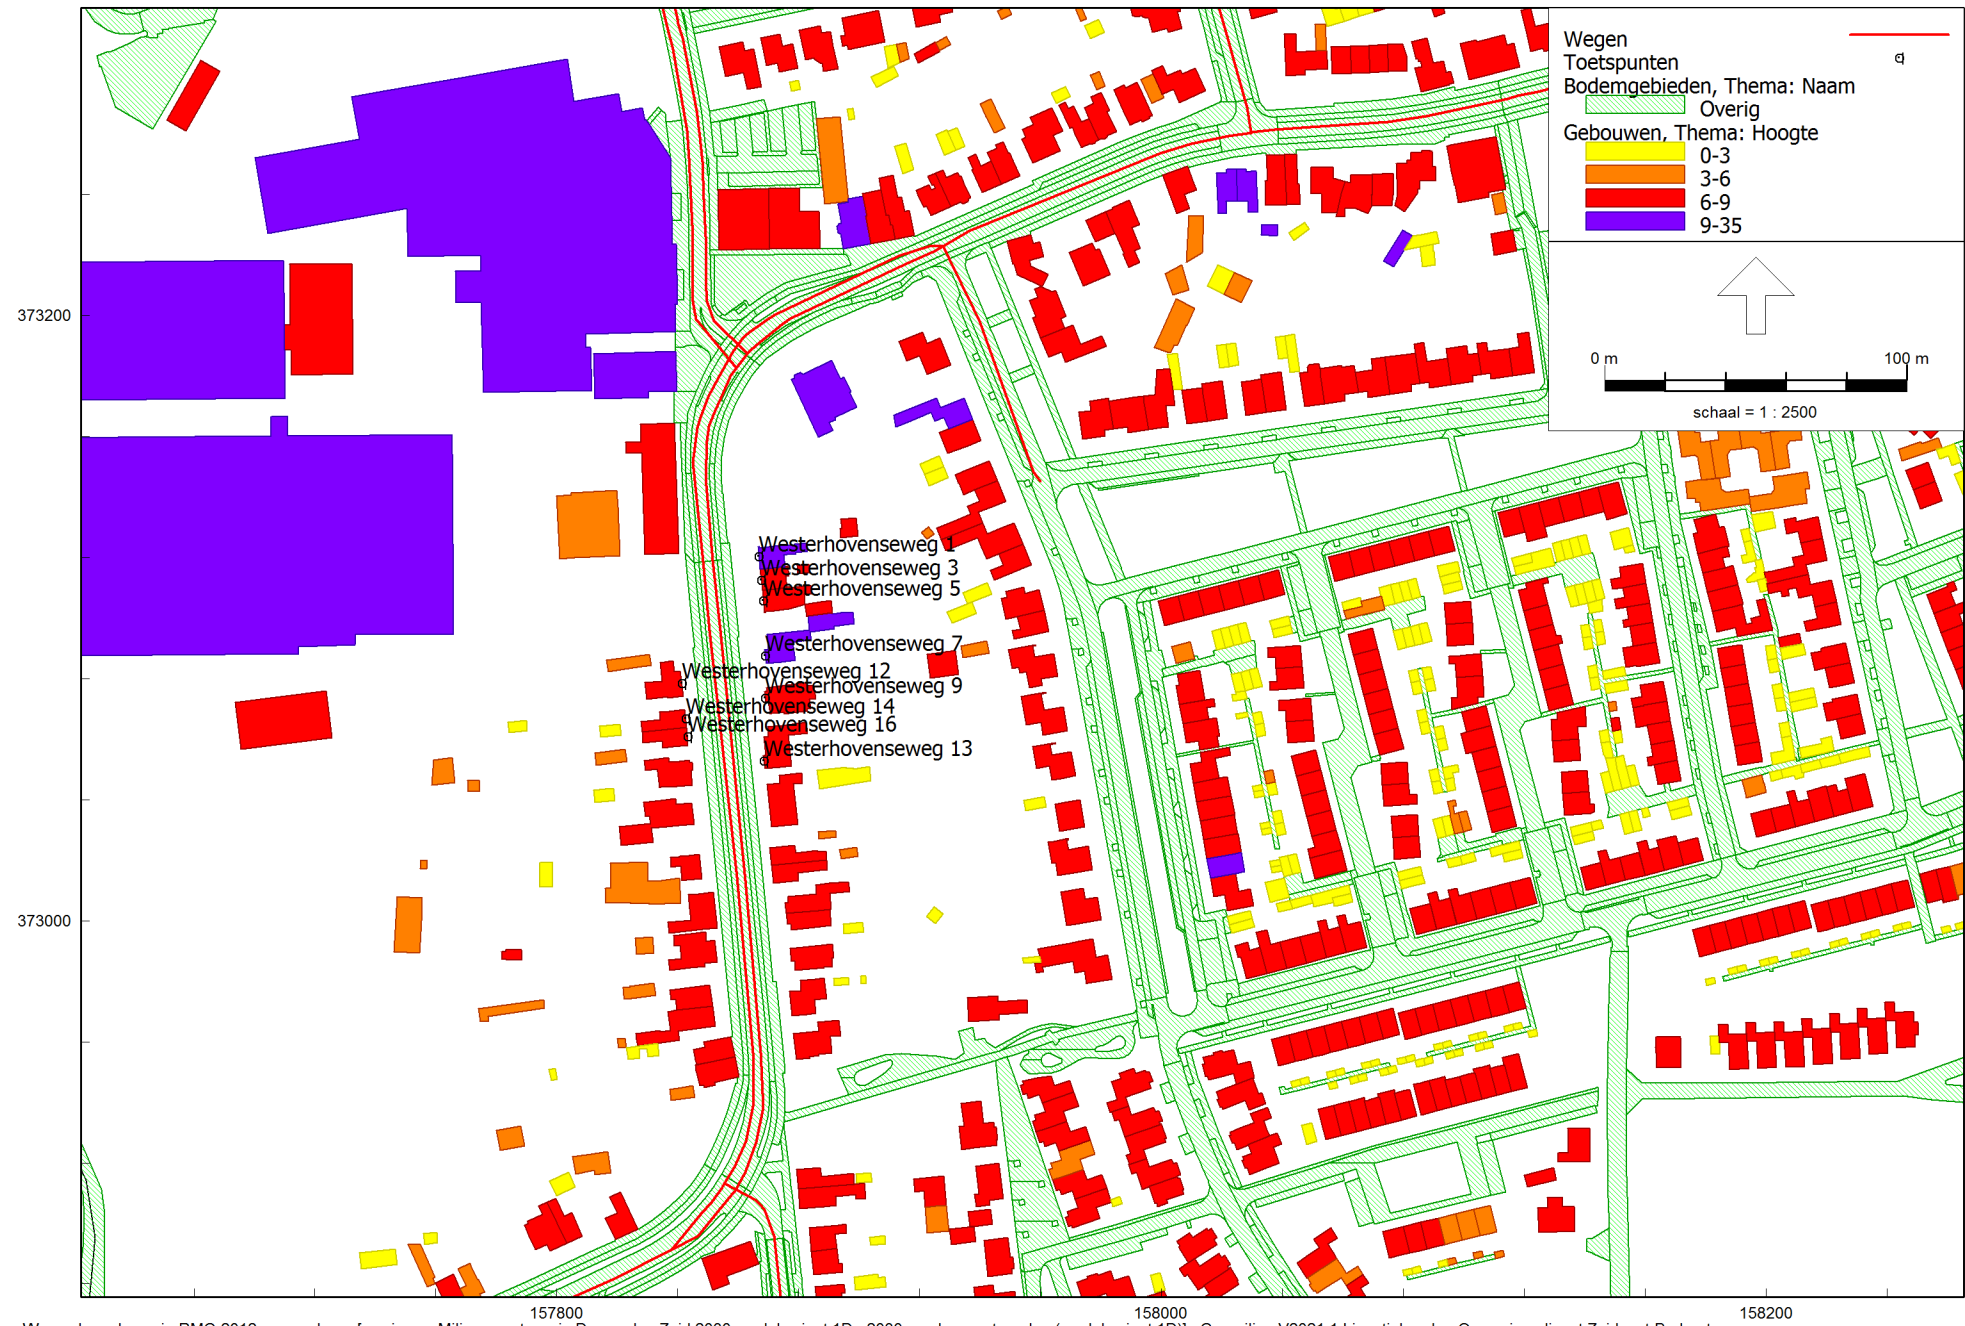 Wegen
Toetspunten
Bodemgebieden, Thema: Naam
Overig
Gebouwen, Thema: Hoogte
0-3
3-6
6-9
9-35
0 m
100 m
schaal = 1 : 2500
373200
Westerhovenseweg 1
Westerhovenseweg 3
Westerhovenseweg 5
Westerhovenseweg 7
Westerhovenseweg 12
Westerhovenseweg 9
Westerhovenseweg 14
Westerhovenseweg 16
Westerhovenseweg 13
373000
157800
158000
158200